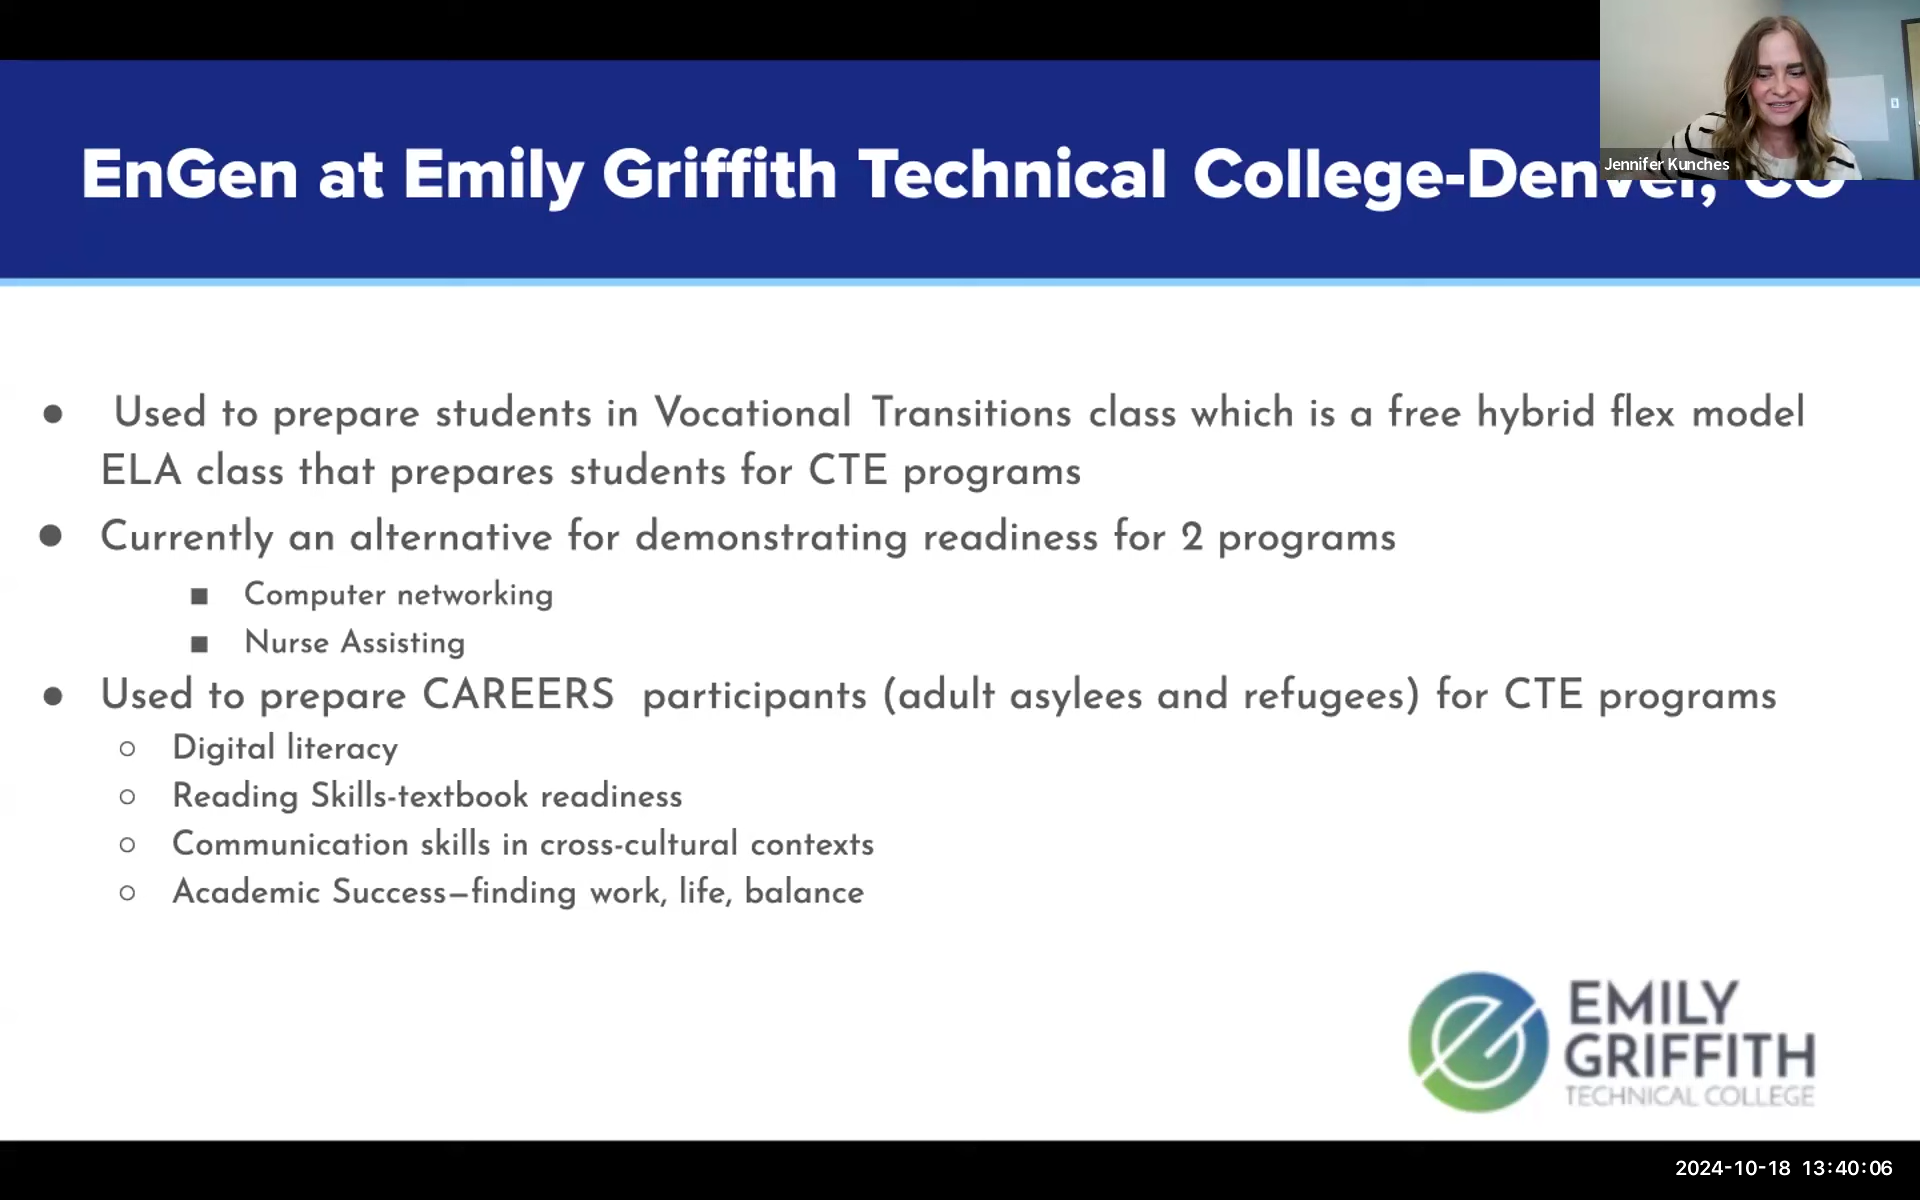 EnGen at Emily Griffith Technical College-Denver, CO
Jennifer Kunches
● Used to prepare students in Vocational Transitions class which is a free hybrid flex model
ELA class that prepares students for CTE programs
● Currently an alternative for demonstrating readiness for 2 programs
■ Computer networking
■ Nurse Assisting
● Used to prepare CAREERS participants (adult asylees and refugees) for CTE programs
○ Digital literacy
○ Reading Skills-textbook readiness
○ Communication skills in cross-cultural contexts
○ Academic Success–finding work, life, balance
EMILY
GRIFFITH
TECHNICAL COLLEGE
2024-10-18 13:40:06